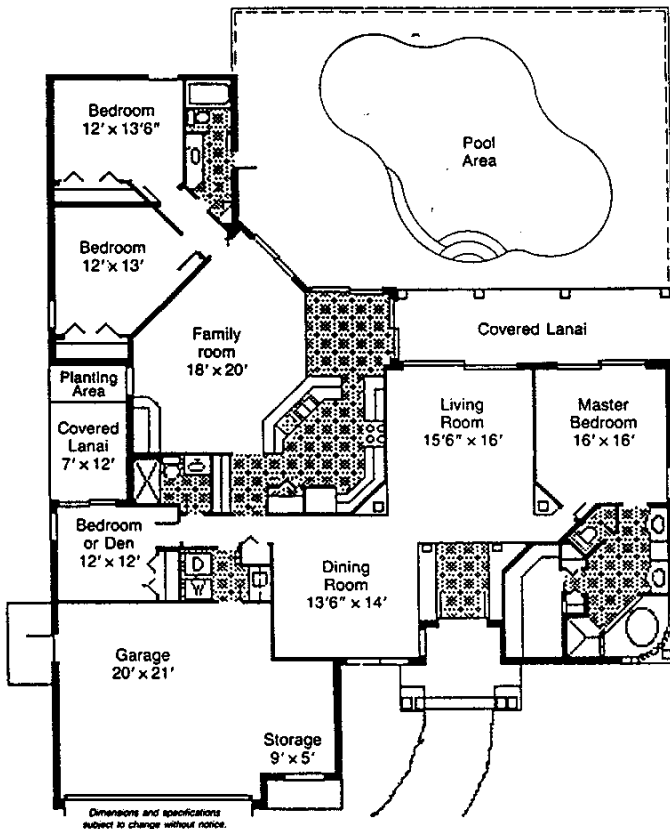 Bedroom
12' × 13'6"
Pool
Area
Bedroom
12' × 13'
Family
room
18' × 20'
Covered Lanai
Planting
Area
Covered
Lanai
7' × 12'
Living
Room
15'6" × 16'
Master
Bedroom
16' × 16'
Bedroom
or Den
12' × 12'
D
W
Dining
Room
13'6" × 14'
Garage
20' × 21'
Storage
9' × 5'
Dimensions and specifications
subject to change without notice.